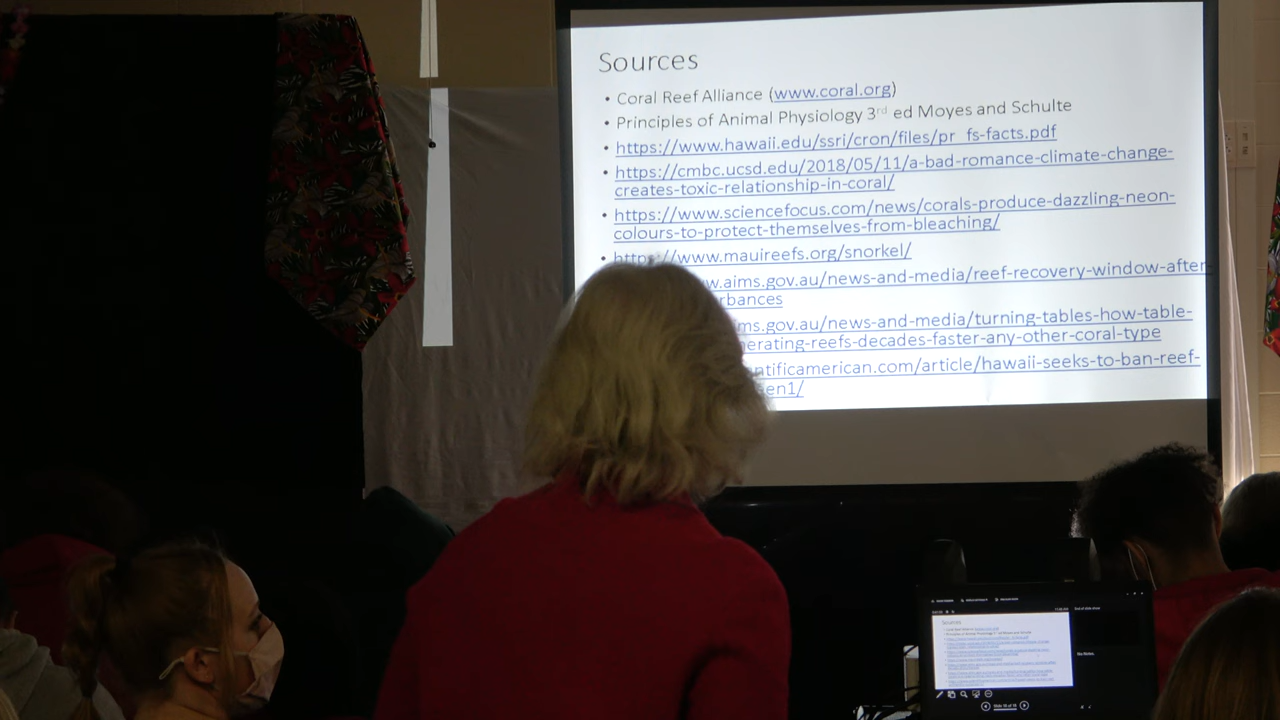 Sources
• Coral Reef Alliance (www.coral.org)
• Principles of Animal Physiology 3rd ed Moyes and Schulte
• https://www.hawaii.edu/ssri/cron/files/pr_fs-facts.pdf
• https://cmbc.ucsd.edu/2018/05/11/a-bad-romance-climate-change-
creates-toxic-relationship-in-coral/
• https://www.sciencefocus.com/news/corals-produce-dazzling-neon-
colours-to-protect-themselves-from-bleaching/
• https://www.mauireefs.org/snorkel/
w.aims.gov.au/news-and-media/reef-recovery-window-after-
rbances
ms.gov.au/news-and-media/turning-tables-how-table-
nerating-reefs-decades-faster-any-other-coral-type
ntificamerican.com/article/hawaii-seeks-to-ban-reef-
en1/
Sources